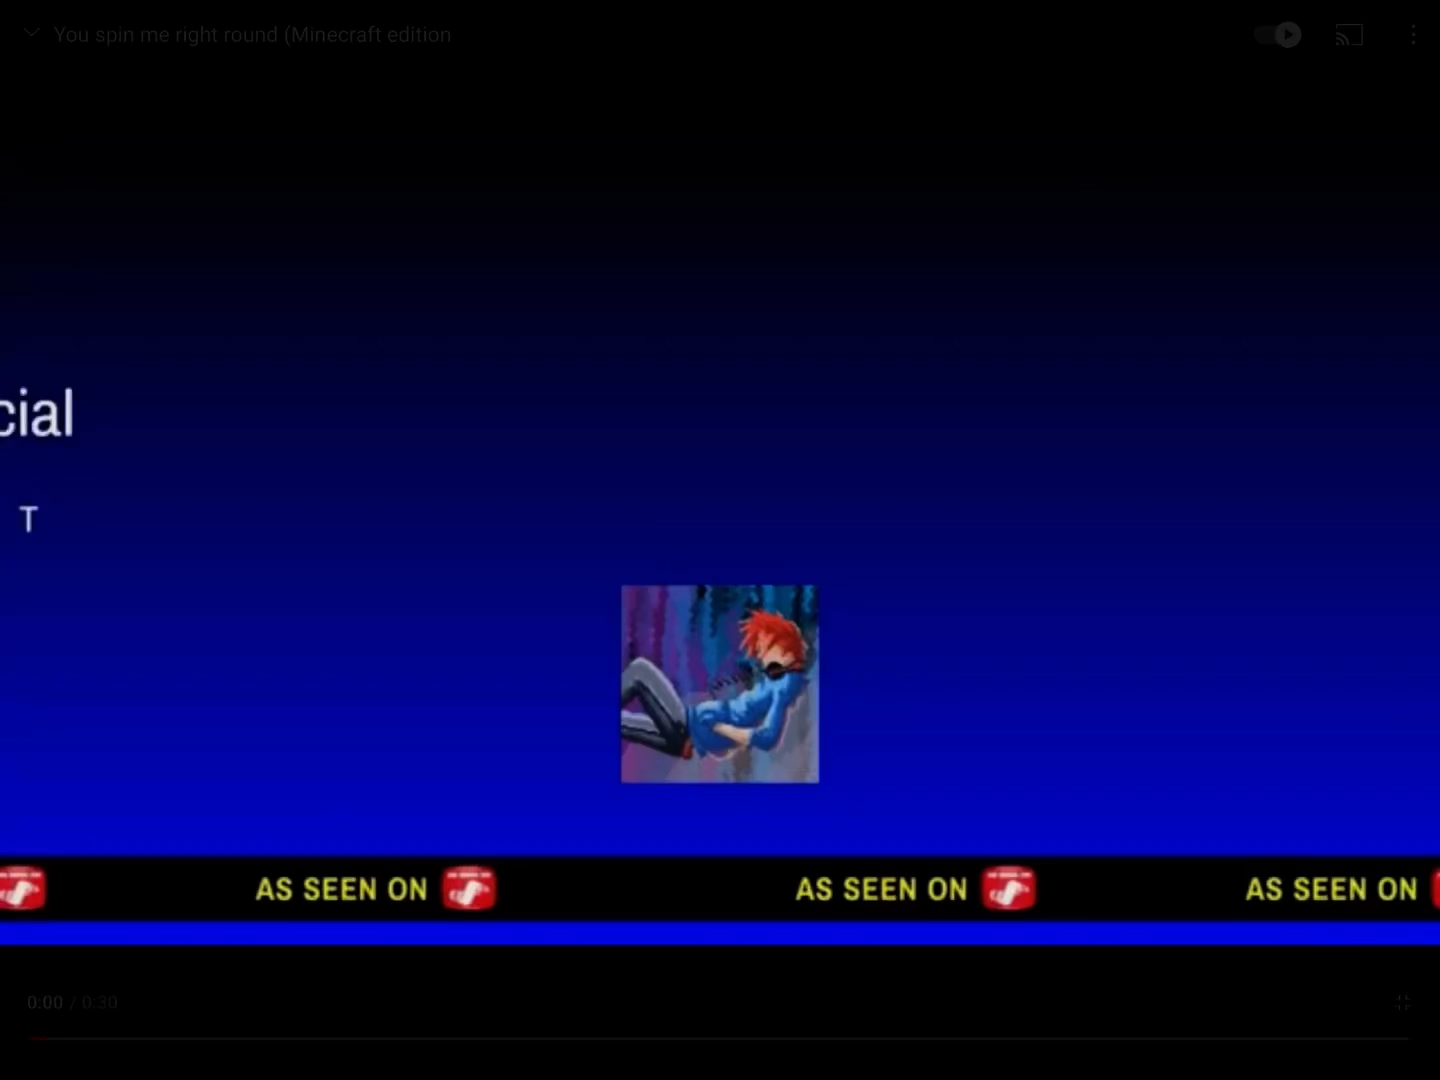 You spin me right round (Minecraft edition
cial
T
AS SEEN ON AS SEEN ON AS SEEN ON
0:00 / 0:30